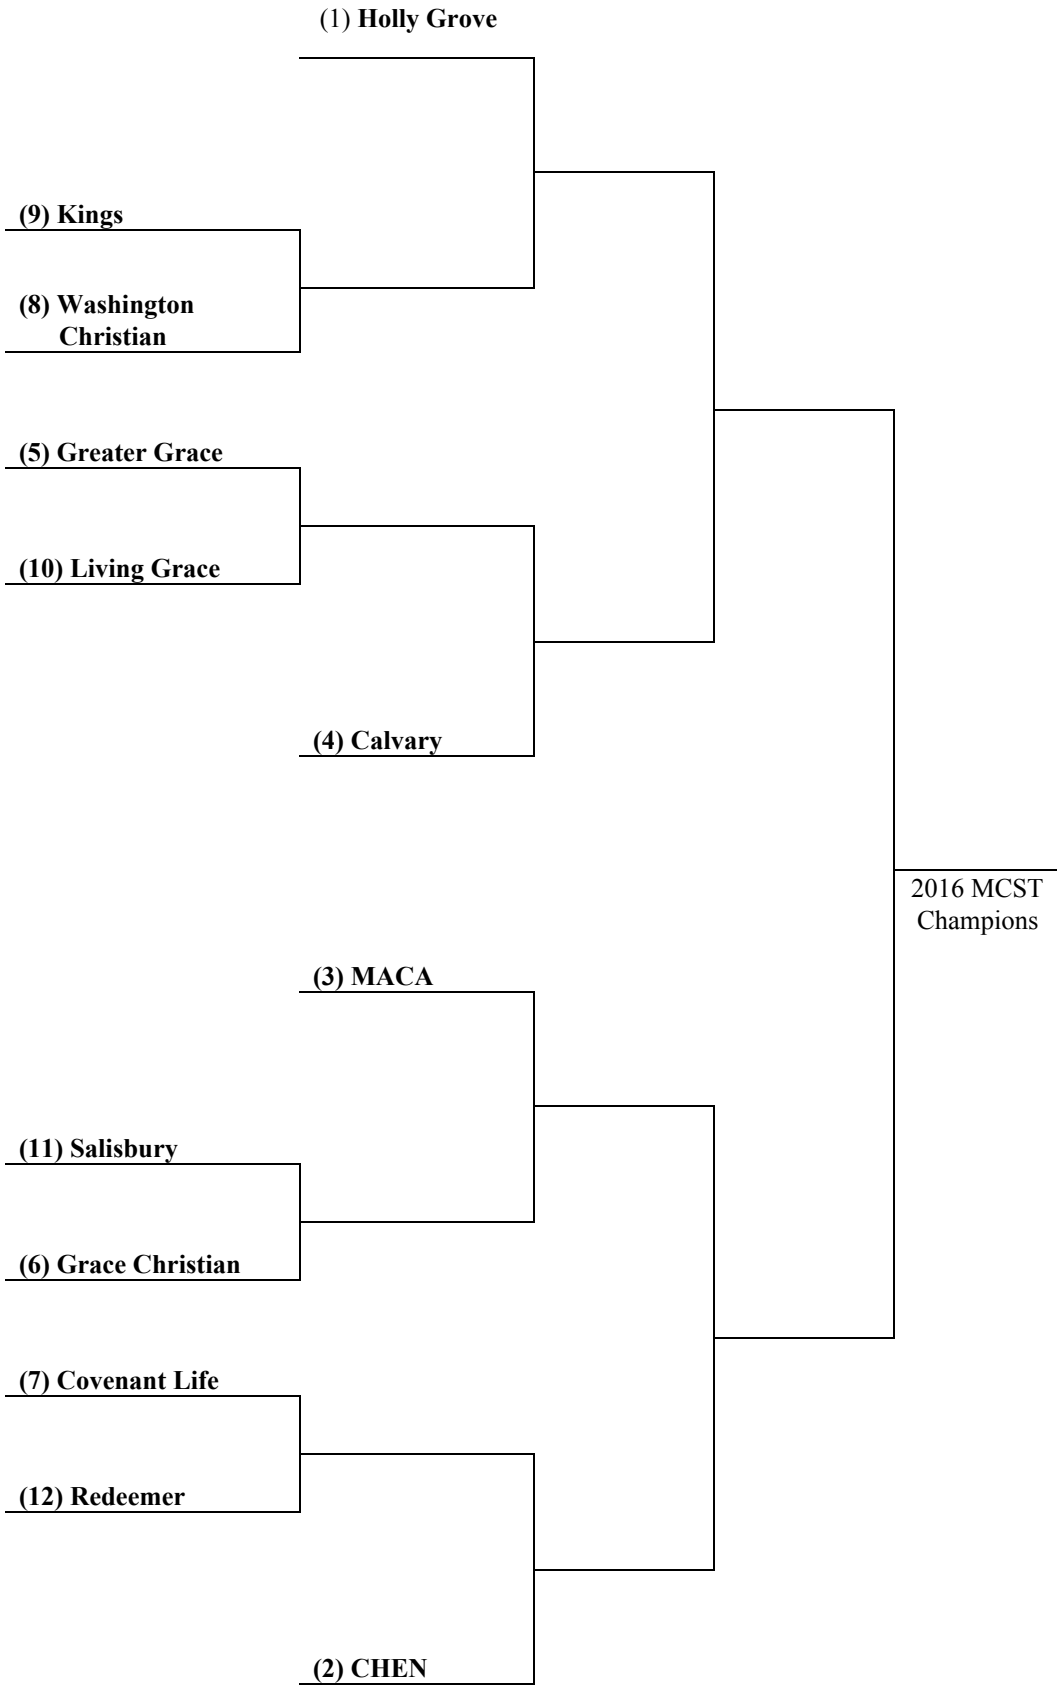 (1) Holly Grove
(9) Kings
(8) Washington
Christian
(5) Greater Grace
(10) Living Grace
(4) Calvary
2016 MCST
Champions
(3) MACA
(11) Salisbury
(6) Grace Christian
(7) Covenant Life
(12) Redeemer
(2) CHEN